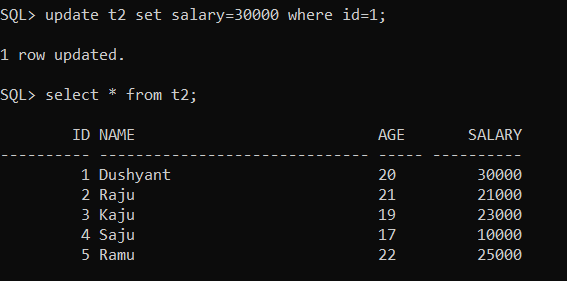 SQL> update t2 set salary=30000 where id=1;
1 row updated.
SQL> select * from t2;
        ID NAME                           AGE       SALARY
---------- ------------------------------ ----- ----------
         1 Dushyant                       20         30000
         2 Raju                           21         21000
         3 Kaju                           19         23000
         4 Saju                           17         10000
         5 Ramu                           22         25000